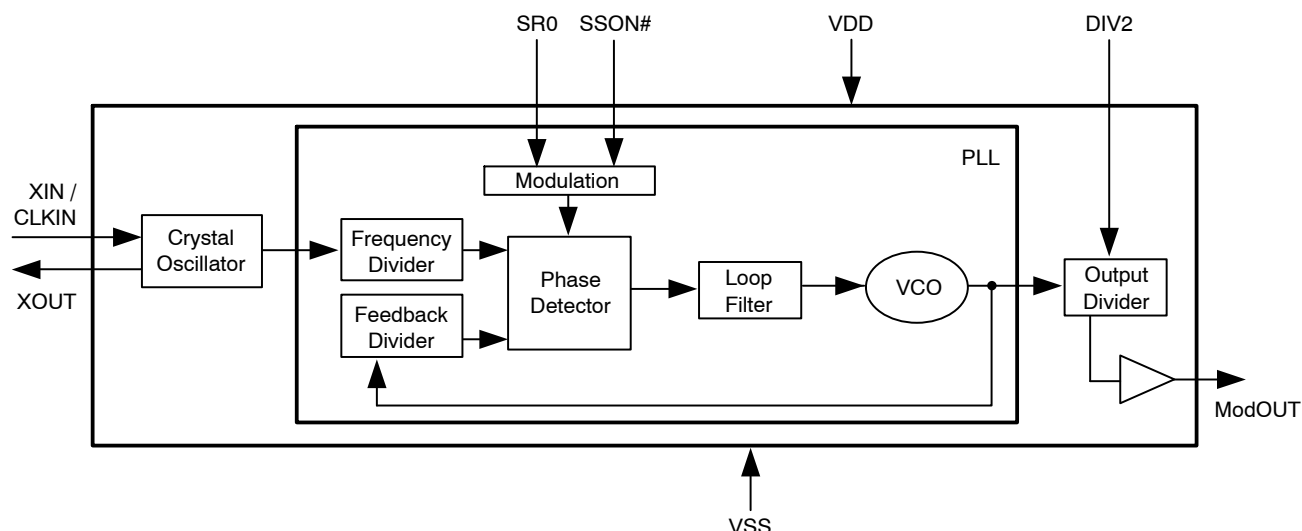 SR0 SSON# VDD DIV2
PLL
Modulation
XIN /
CLKIN
XOUT
Crystal
Oscillator
Frequency
Divider
Feedback
Divider
Phase
Detector
Loop
Filter
VCO
Output
Divider
ModOUT
VSS